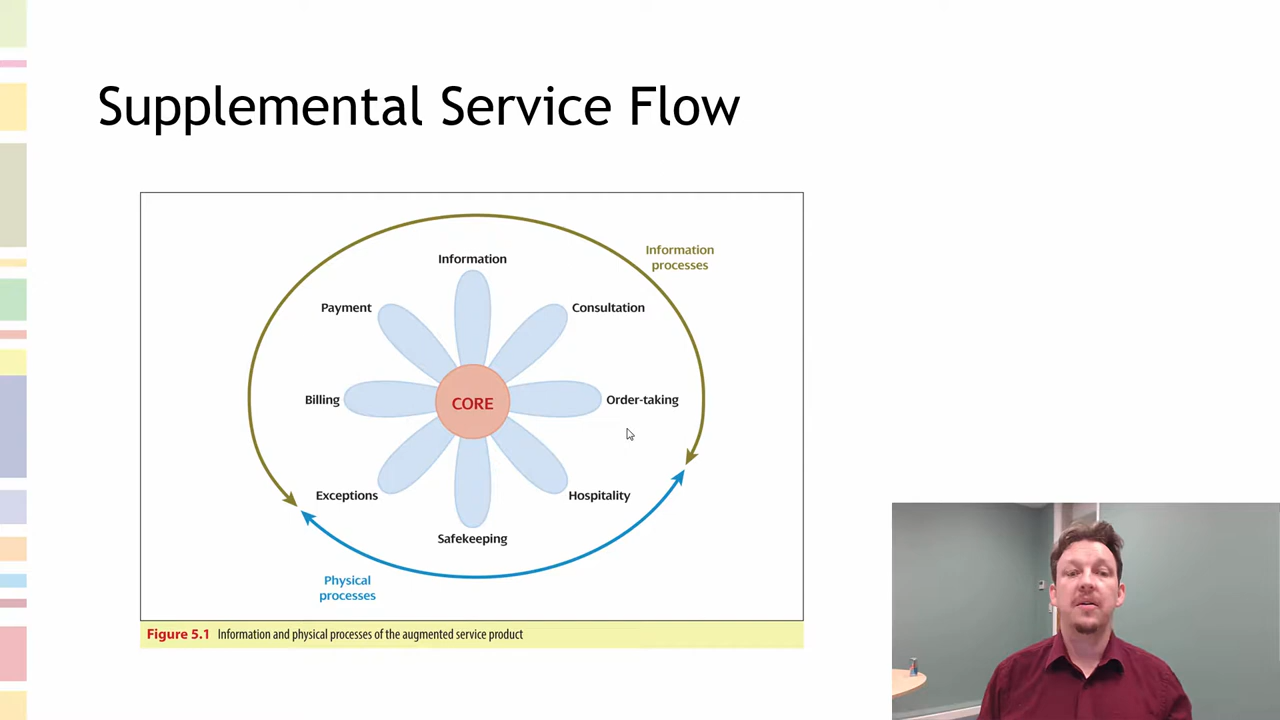 Supplemental Service Flow
Information
processes
Information
Payment
Consultation
CORE
Billing
Order-taking
Exceptions
Hospitality
Safekeeping
Physical
processes
Figure 5.1 Information and physical processes of the augmented service product